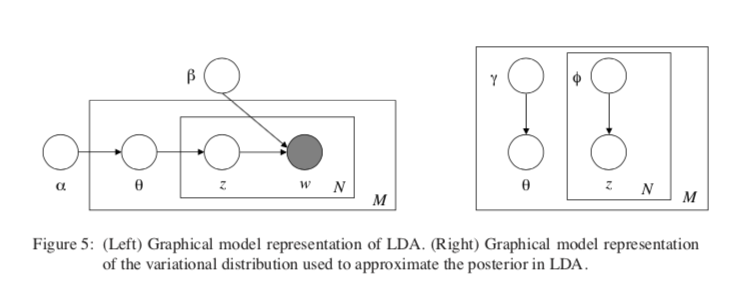 β
α
θ
z
w
N
M
γ
ϕ
θ
z
N
M
Figure 5: (Left) Graphical model representation of LDA. (Right) Graphical model representation
of the variational distribution used to approximate the posterior in LDA.